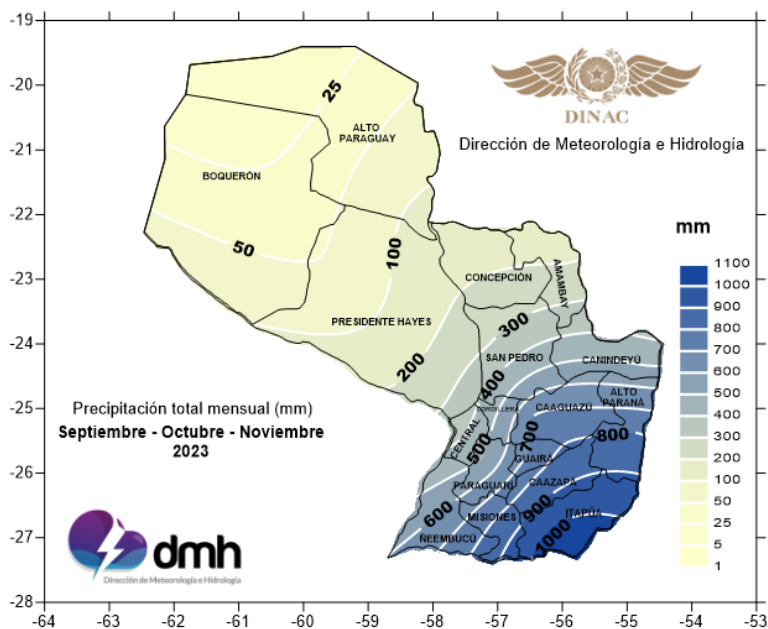 -19
-20
-21
-22
-23
-24
-25
-26
-27
-28
-64
-63
-62
-61
-60
-59
-58
-57
-56
-55
-54
-53
DINAC
Dirección de Meteorología e Hidrología
25
ALTO
PARAGUAY
BOQUERÓN
50
100
PRESIDENTE HAYES
200
CONCEPCIÓN
AMAMBAY
300
SAN PEDRO
CANINDEYÚ
400
CORDILLERA
CAAGUAZÚ
ALTO
PARANÁ
CENTRAL
500
700
800
GUAIRÁ
PARAGUARÍ
CAAZAPÁ
600
MISIONES
900
ITAPÚA
ÑEEMBUCÚ
1000
mm
1100
1000
900
800
700
600
500
400
300
200
100
50
25
5
1
Precipitación total mensual (mm)
Septiembre - Octubre - Noviembre
2023
dmh
Dirección de Meteorología e Hidrología